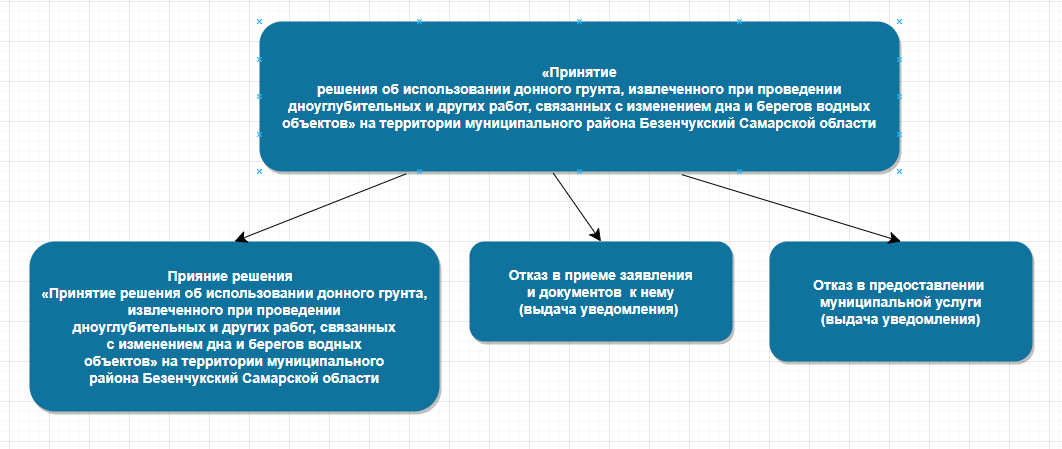 «Принятие
решения об использовании донного грунта, извлеченного при проведении
дноуглубительных и других работ, связанных с изменением дна и берегов водных
объектов» на территории муниципального района Безенчукский Самарской области
Прияние решения
«Принятие решения об использовании донного грунта,
извлеченного при проведении
дноуглубительных и других работ, связанных
с изменением дна и берегов водных
объектов» на территории муниципального
района Безенчукский Самарской области
Отказ в приеме заявления
и документов к нему
(выдача уведомления)
Отказ в предоставлении
муниципальной услуги
(выдача уведомления)